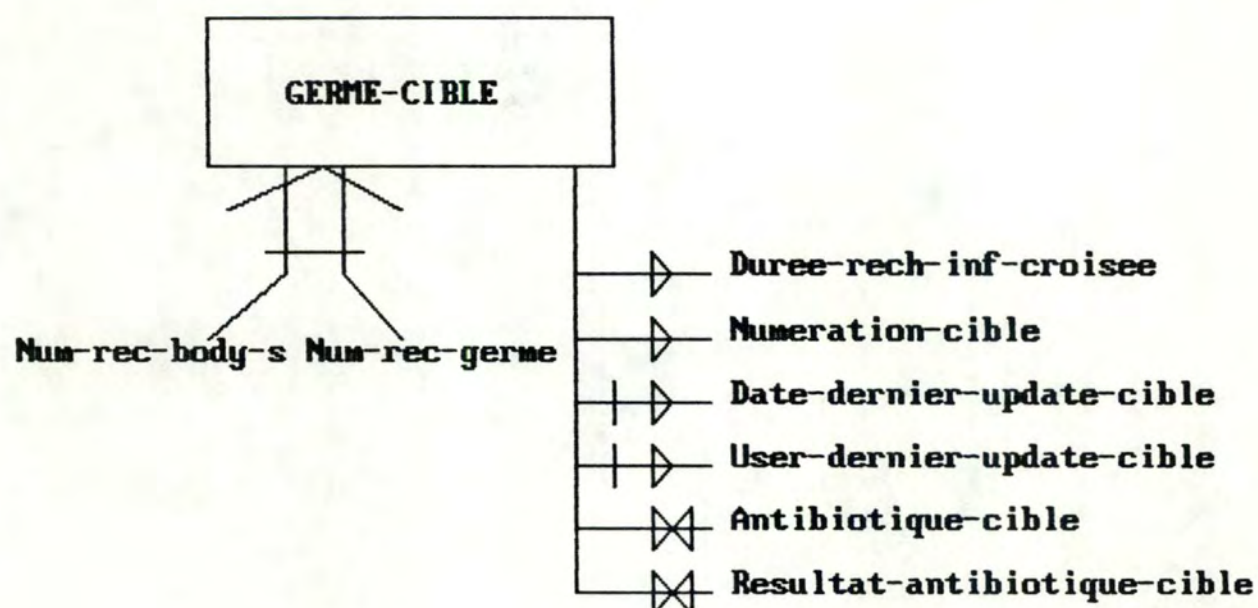 GERME-CIBLE
Num-rec-body-s Num-rec-germe
Duree-rech-inf-croisee
Numeration-cible
Date-dernier-update-cible
User-dernier-update-cible
Antibiotique-cible
Resultat-antibiotique-cible